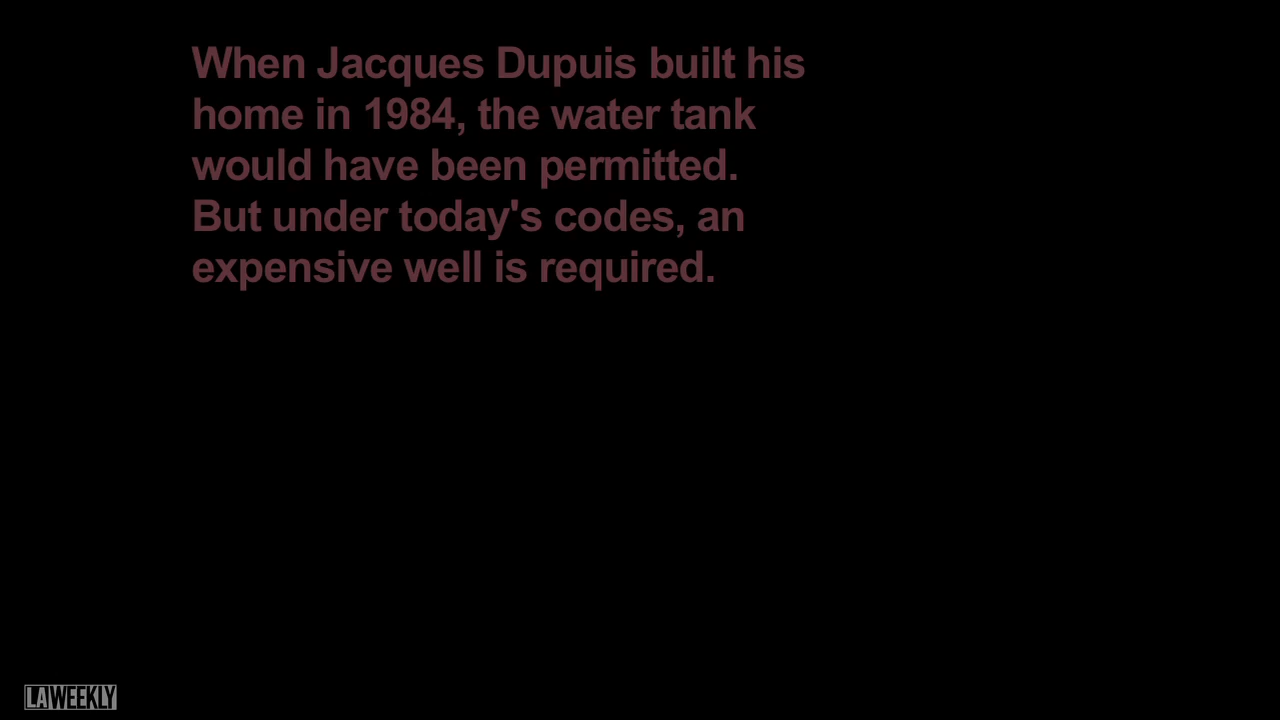 When Jacques Dupuis built his
home in 1984, the water tank
would have been permitted.
But under today's codes, an
expensive well is required.
LAWEEKLY